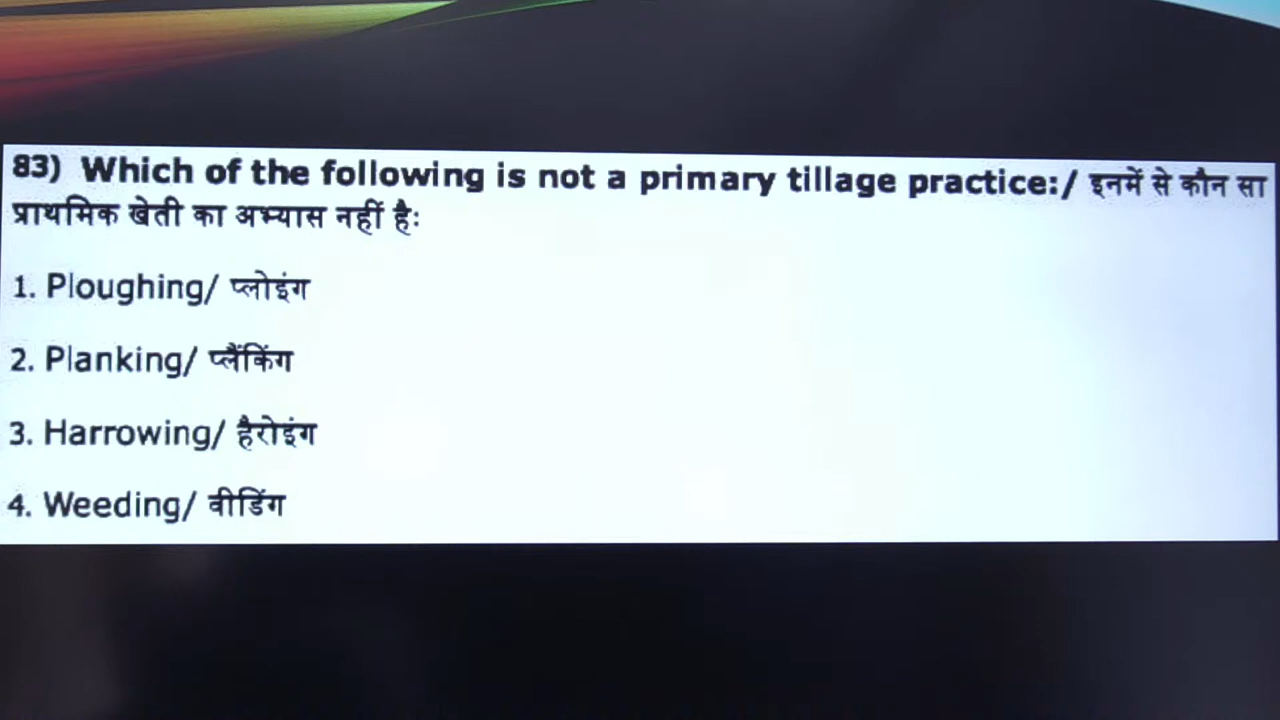 83) Which of the following is not a primary tillage practice:/ इनमें से कौन सा
प्राथमिक खेती का अभ्यास नहीं है:
1. Ploughing/ प्लोइंग
2. Planking/ प्लैंकिंग
3. Harrowing/ हैरोइंग
4. Weeding/ वीडिंग